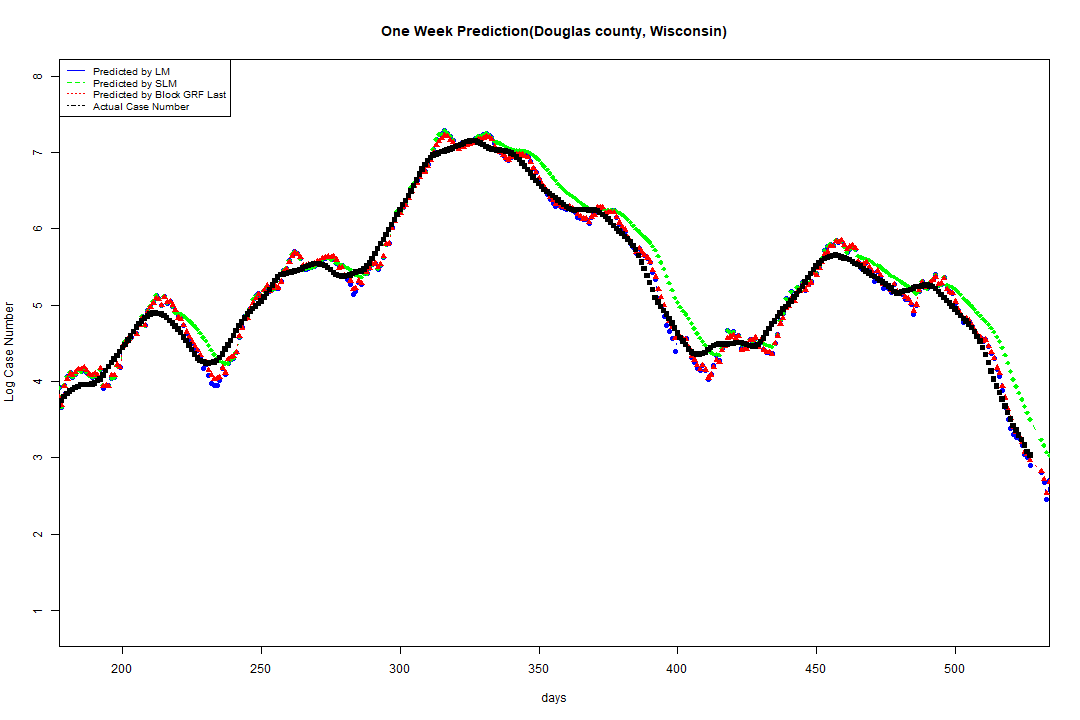 One Week Prediction(Douglas county, Wisconsin)
Predicted by LM
Predicted by SLM
Predicted by Block GRF Last
Actual Case Number
8
7
6
5
4
3
2
1
Log Case Number
200 250 300 350 400 450 500
days